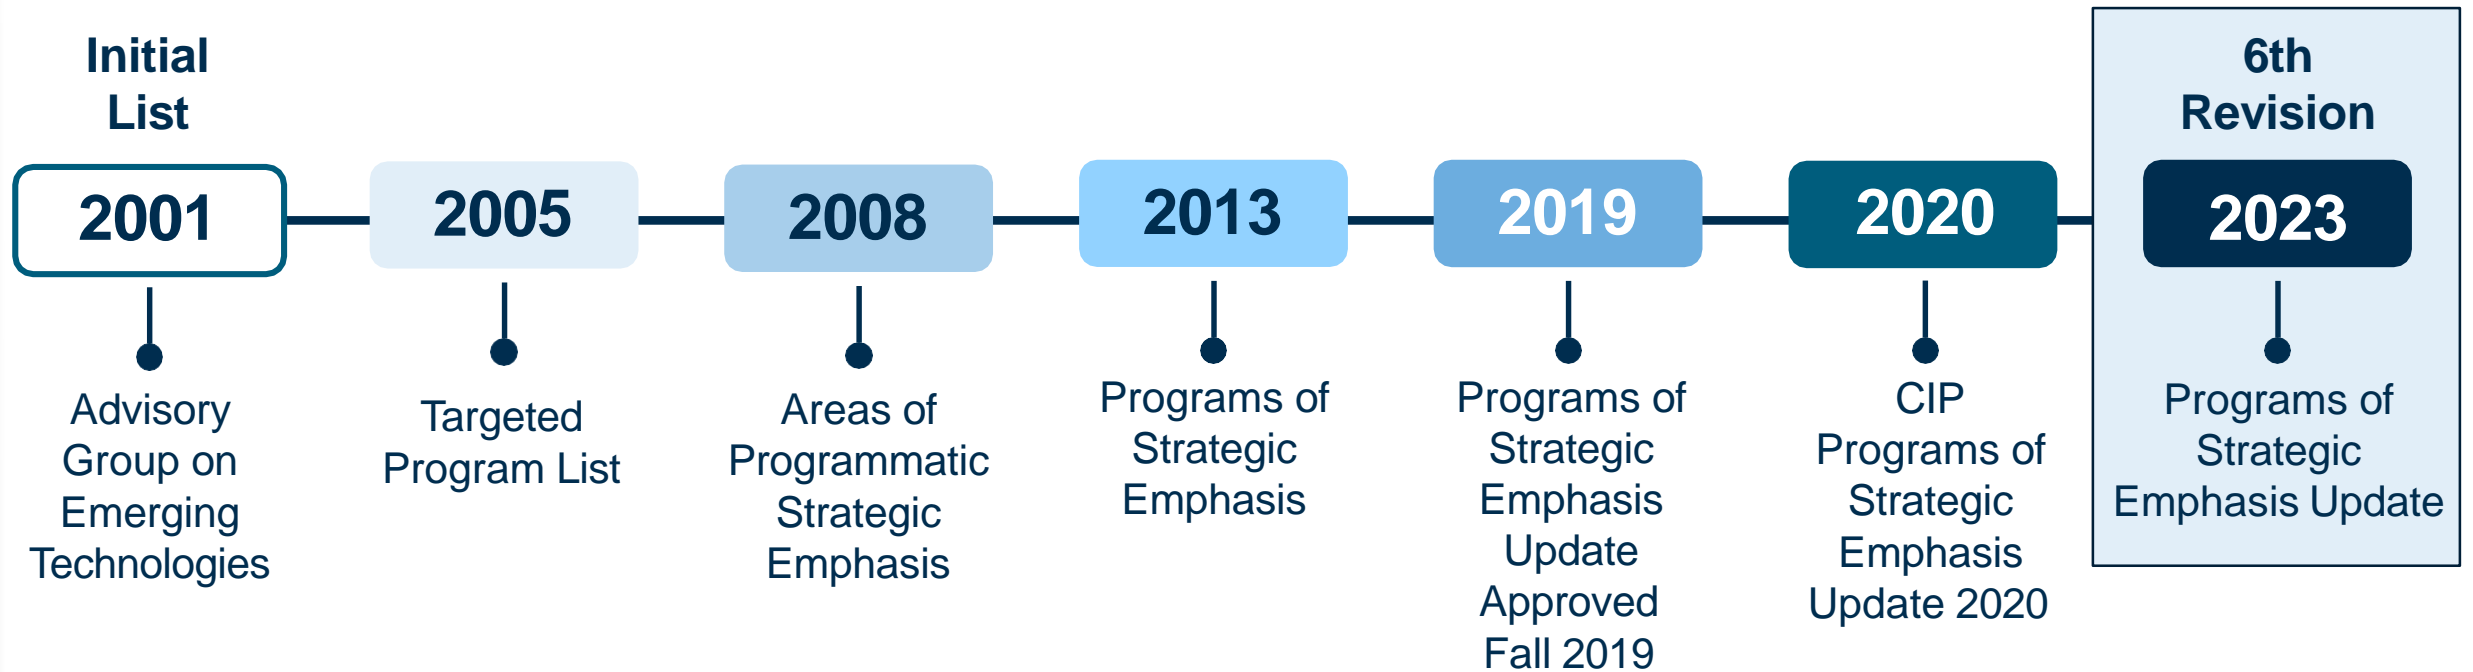 Initial
List
2001
Advisory
Group on
Emerging
Technologies
2005
Targeted
Program List
2008
Areas of
Programmatic
Strategic
Emphasis
2013
Programs of
Strategic
Emphasis
2019
Programs of
Strategic
Emphasis
Update
Approved
Fall 2019
2020
CIP
Programs of
Strategic
Emphasis
Update 2020
6th
Revision
2023
Programs of
Strategic
Emphasis Update